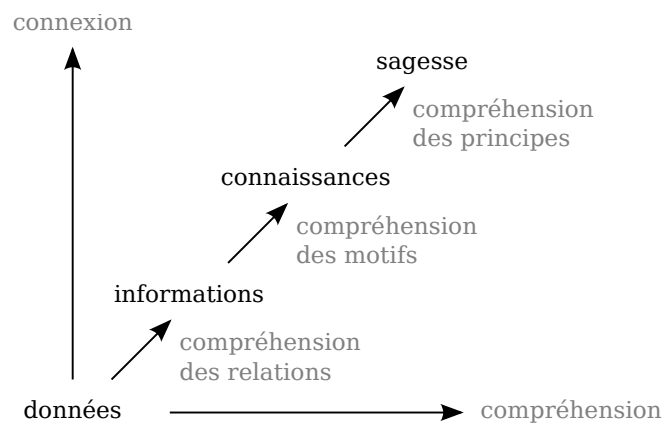 connexion
sagesse
compréhension
des principes
connaissances
compréhension
des motifs
informations
compréhension
des relations
données
compréhension